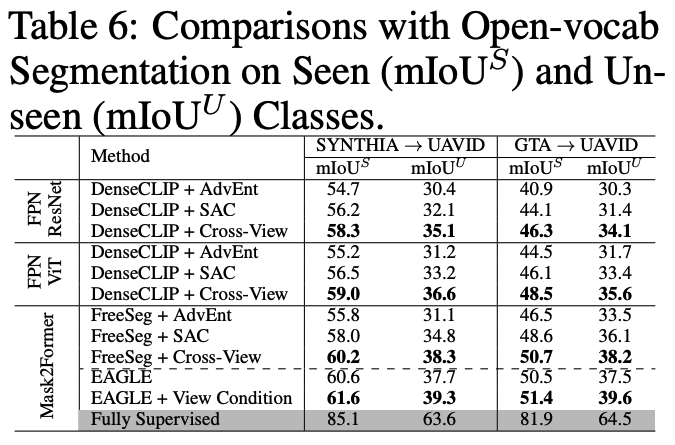 Table 6: Comparisons with Open-vocab
Segmentation on Seen (mIoU^S) and Un-
seen (mIoU^U) Classes.
Method SYNTHIA → UAVID GTA → UAVID
mIoU^S mIoU^U mIoU^S mIoU^U
FPN ResNet
DenseCLIP + AdvEnt 54.7 30.4 40.9 30.3
DenseCLIP + SAC 56.2 32.1 44.1 31.4
DenseCLIP + Cross-View 58.3 35.1 46.3 34.1
FPN ViT
DenseCLIP + AdvEnt 55.2 31.2 44.5 31.7
DenseCLIP + SAC 56.5 33.2 46.1 33.4
DenseCLIP + Cross-View 59.0 36.6 48.5 35.6
Mask2Former
FreeSeg + AdvEnt 55.8 31.1 46.5 33.5
FreeSeg + SAC 58.0 34.8 48.6 36.1
FreeSeg + Cross-View 60.2 38.3 50.7 38.2
EAGLE 60.6 37.7 50.5 37.5
EAGLE + View Condition 61.6 39.3 51.4 39.6
Fully Supervised 85.1 63.6 81.9 64.5